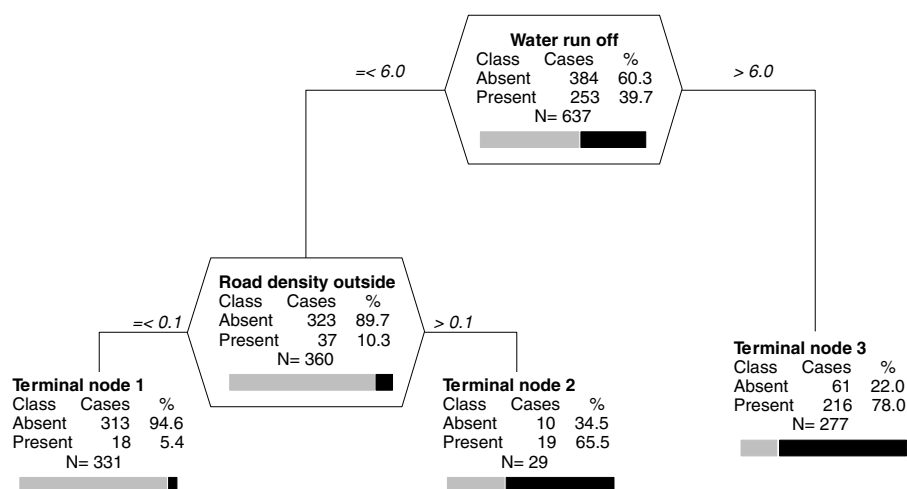 Water run off
Class Cases %
Absent 384 60.3
Present 253 39.7
N= 637
=< 6.0
> 6.0
Road density outside
Class Cases %
Absent 323 89.7
Present 37 10.3
N= 360
=< 0.1
> 0.1
Terminal node 1
Class Cases %
Absent 313 94.6
Present 18 5.4
N= 331
Terminal node 2
Class Cases %
Absent 10 34.5
Present 19 65.5
N= 29
Terminal node 3
Class Cases %
Absent 61 22.0
Present 216 78.0
N= 277